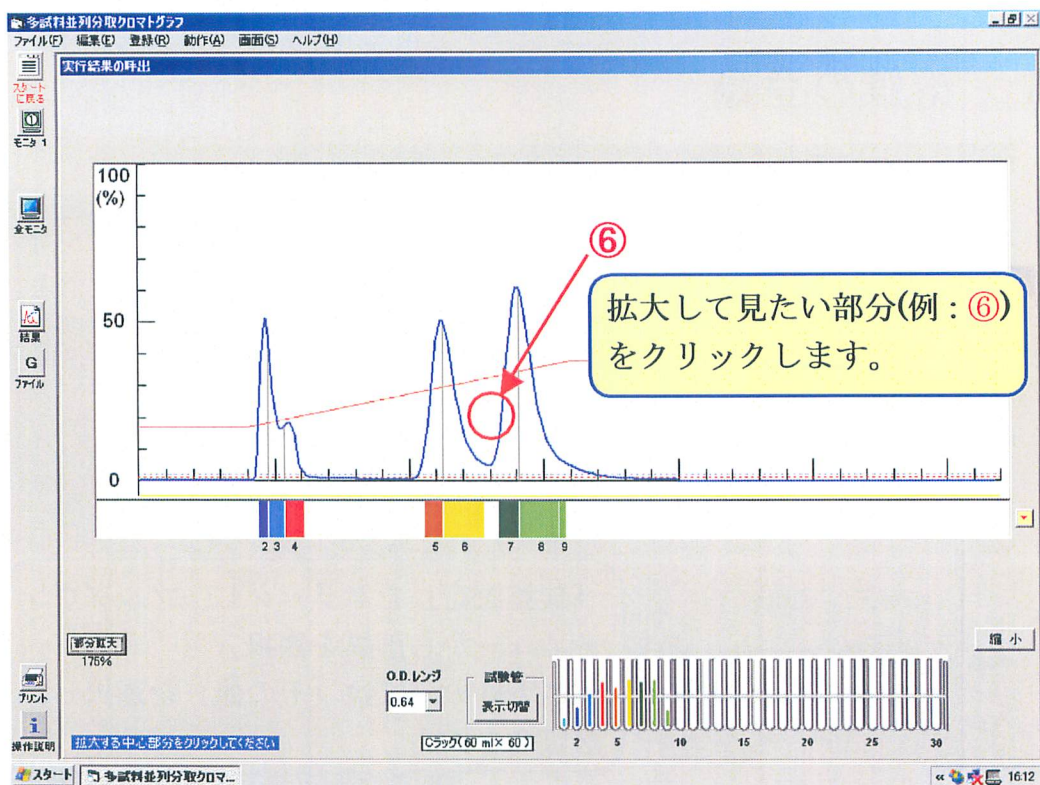 多試料並列分取クロマトグラフ
ファイル(F) 編集(E) 登録(R) 動作(A) 画面(S) ヘルプ(H)
実行結果の呼出
スタート
に戻る
モニタ 1
全モニタ
結果
G
ファイル
プリント
操作説明
100
(%)
50
0
⑥
拡大して見たい部分(例:⑥)
をクリックします。
2 3 4 5 6 7 8 9
部分拡大
175%
縮 小
O.D.レンジ
0.64
試験管
表示切替
2 5 10 15 20 25 30
拡大する中心部分をクリックしてください
Cラック(60 ml× 60)
スタート
多試料並列分取クロマ...
16:12